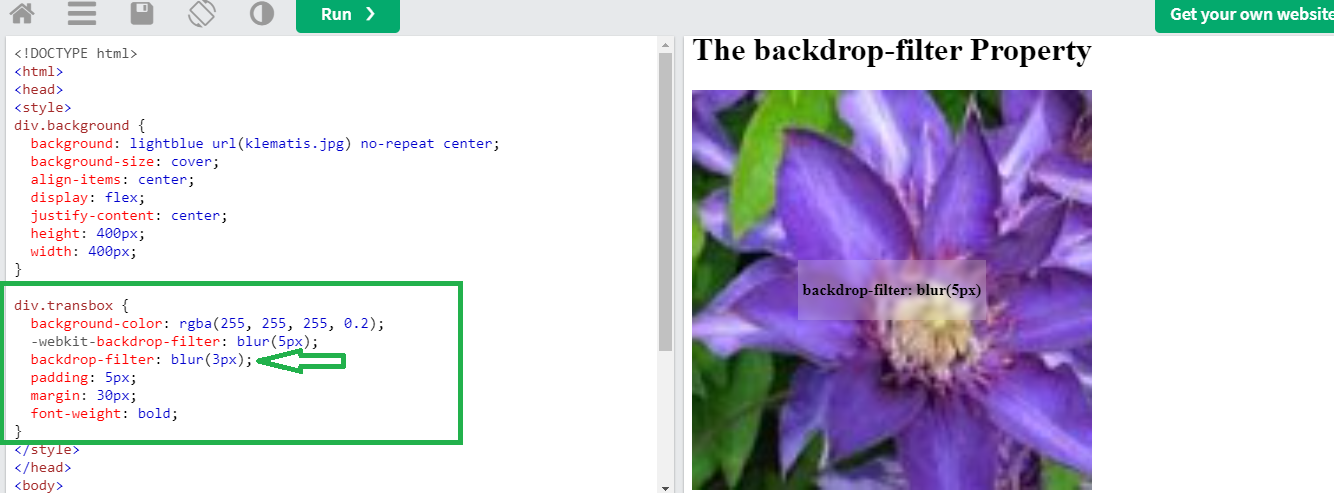 Run ❯
Get your own website
<!DOCTYPE html>
<html>
<head>
<style>
div.background {
  background: lightblue url(klematis.jpg) no-repeat center;
  background-size: cover;
  align-items: center;
  display: flex;
  justify-content: center;
  height: 400px;
  width: 400px;
}
div.transbox {
  background-color: rgba(255, 255, 255, 0.2);
  -webkit-backdrop-filter: blur(5px);
  backdrop-filter: blur(3px);
  padding: 5px;
  margin: 30px;
  font-weight: bold;
}
</style>
</head>
<body>
The backdrop-filter Property
backdrop-filter: blur(5px)